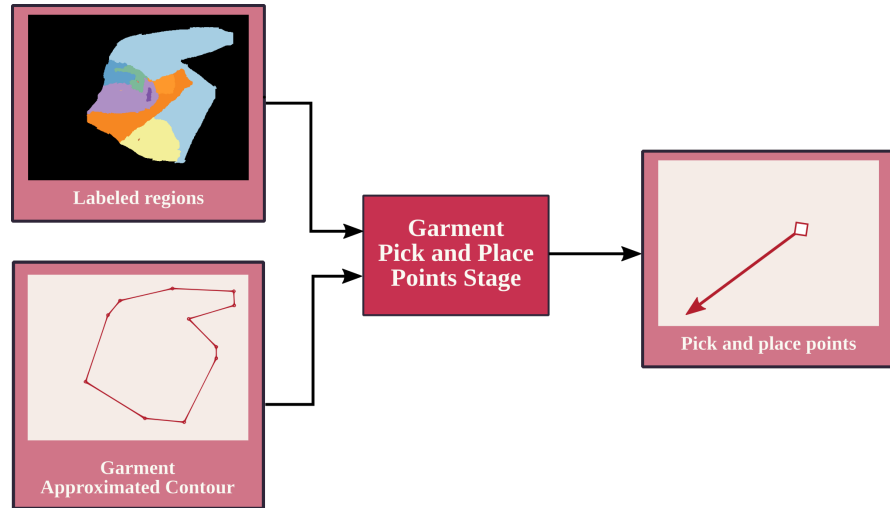 Labeled regions
Garment
Approximated Contour
Garment
Pick and Place
Points Stage
Pick and place points